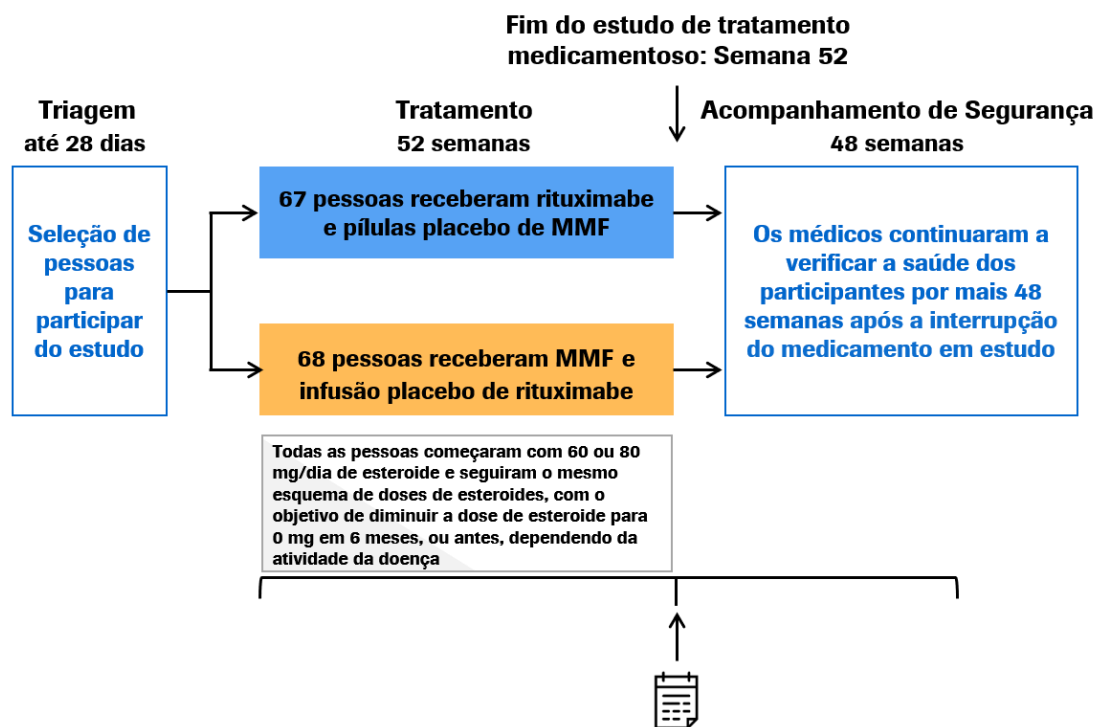 Fim do estudo de tratamento
medicamentoso: Semana 52
Triagem
até 28 dias
Tratamento
52 semanas
Acompanhamento de Segurança
48 semanas
Seleção de
pessoas
para
participar
do estudo
67 pessoas receberam rituximabe
e pílulas placebo de MMF
68 pessoas receberam MMF e
infusão placebo de rituximabe
Os médicos continuaram a
verificar a saúde dos
participantes por mais 48
semanas após a interrupção
do medicamento em estudo
Todas as pessoas começaram com 60 ou 80
mg/dia de esteroide e seguiram o mesmo
esquema de doses de esteroides, com o
objetivo de diminuir a dose de esteroide para
0 mg em 6 meses, ou antes, dependendo da
atividade da doença